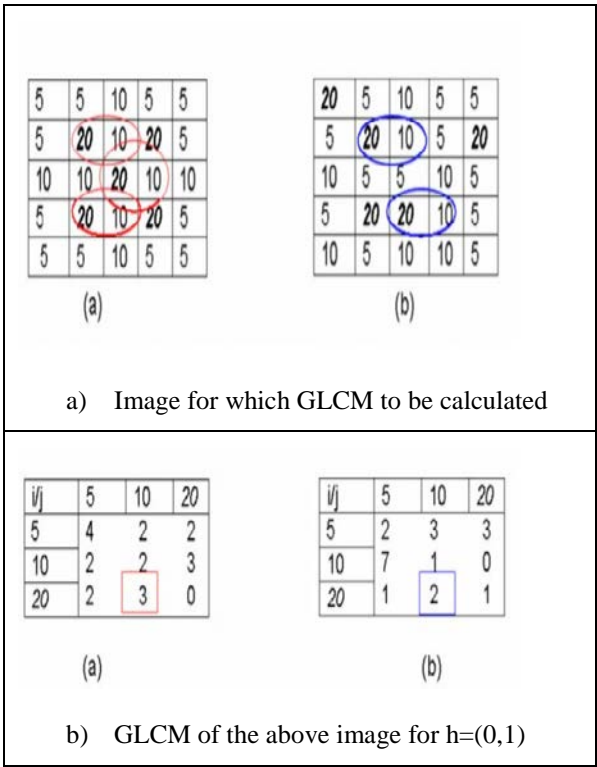 5 5 10 5 5
5 20 10 20 5
10 10 20 10 10
5 20 10 20 5
5 5 10 5 5
(a)
20 5 10 5 5
5 20 10 5 20
10 5 5 10 5
5 20 20 10 5
10 5 10 10 5
(b)
a) Image for which GLCM to be calculated
i/j 5 10 20
5 4 2 2
10 2 2 3
20 2 3 0
(a)
i/j 5 10 20
5 2 3 3
10 7 1 0
20 1 2 1
(b)
b) GLCM of the above image for h=(0,1)